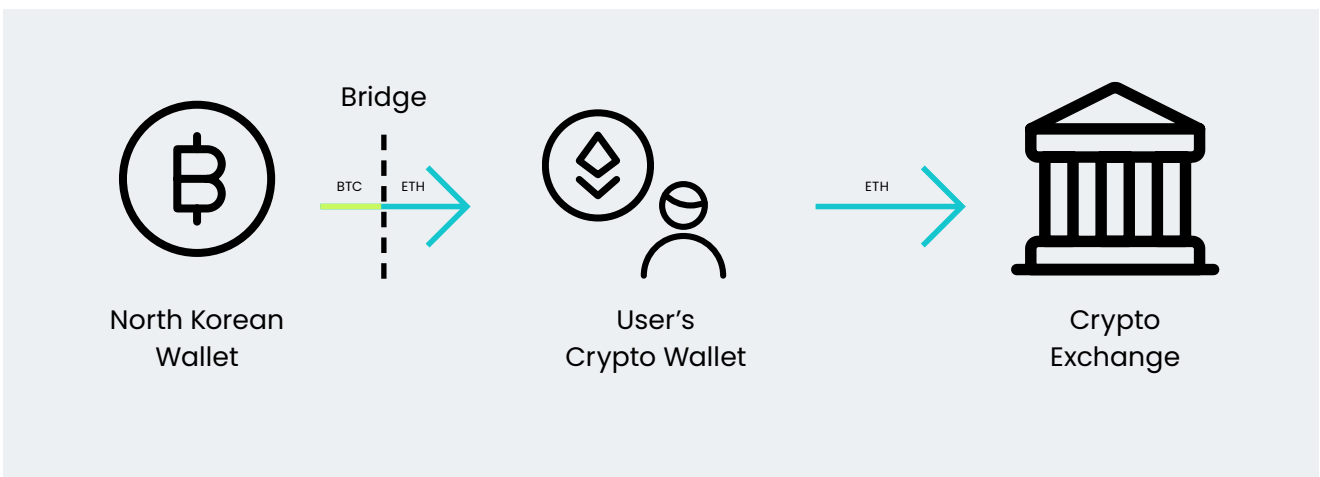 Bridge
BTC
ETH
ETH
North Korean
Wallet
User’s
Crypto Wallet
Crypto
Exchange